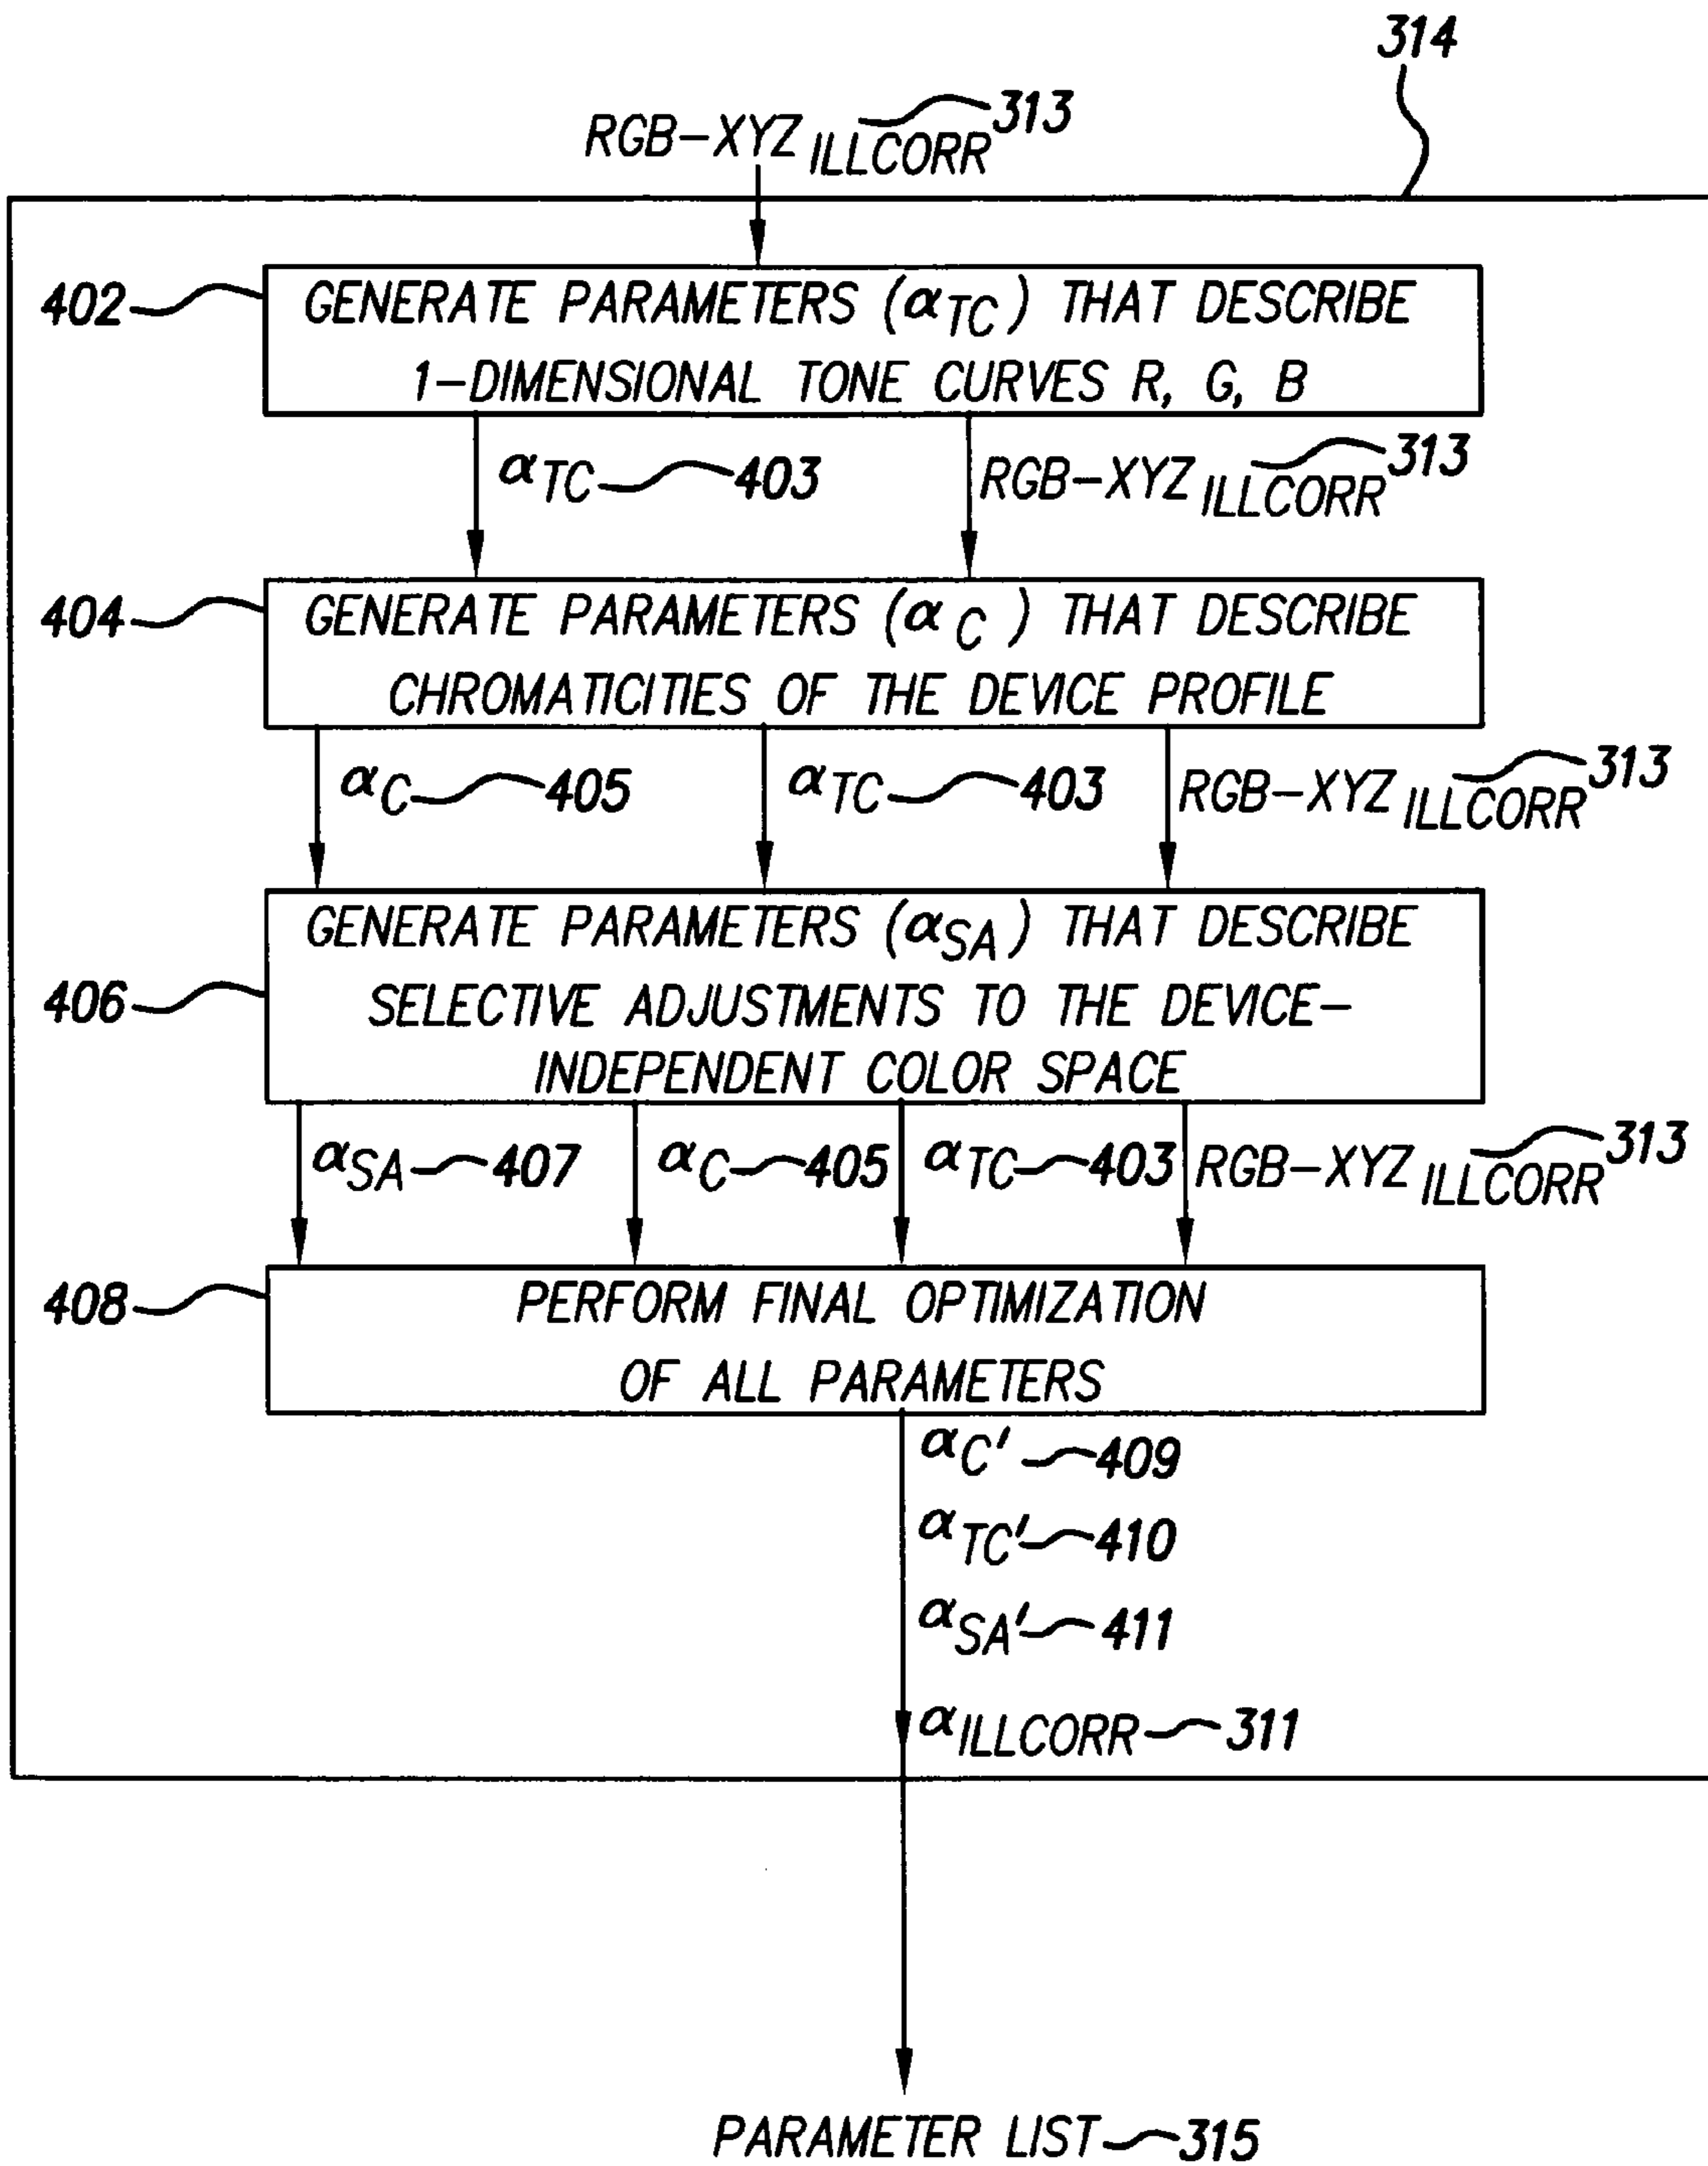 314
RGB-XYZ ILLCORR 313
402
GENERATE PARAMETERS (αTC) THAT DESCRIBE
1-DIMENSIONAL TONE CURVES R, G, B
αTC 403
RGB-XYZ ILLCORR 313
404
GENERATE PARAMETERS (αC) THAT DESCRIBE
CHROMATICITIES OF THE DEVICE PROFILE
αC 405
αTC 403
RGB-XYZ ILLCORR 313
406
GENERATE PARAMETERS (αSA) THAT DESCRIBE
SELECTIVE ADJUSTMENTS TO THE DEVICE-
INDEPENDENT COLOR SPACE
αSA 407
αC 405
αTC 403
RGB-XYZ ILLCORR 313
408
PERFORM FINAL OPTIMIZATION
OF ALL PARAMETERS
αC' 409
αTC' 410
αSA' 411
αILLCORR 311
PARAMETER LIST 315